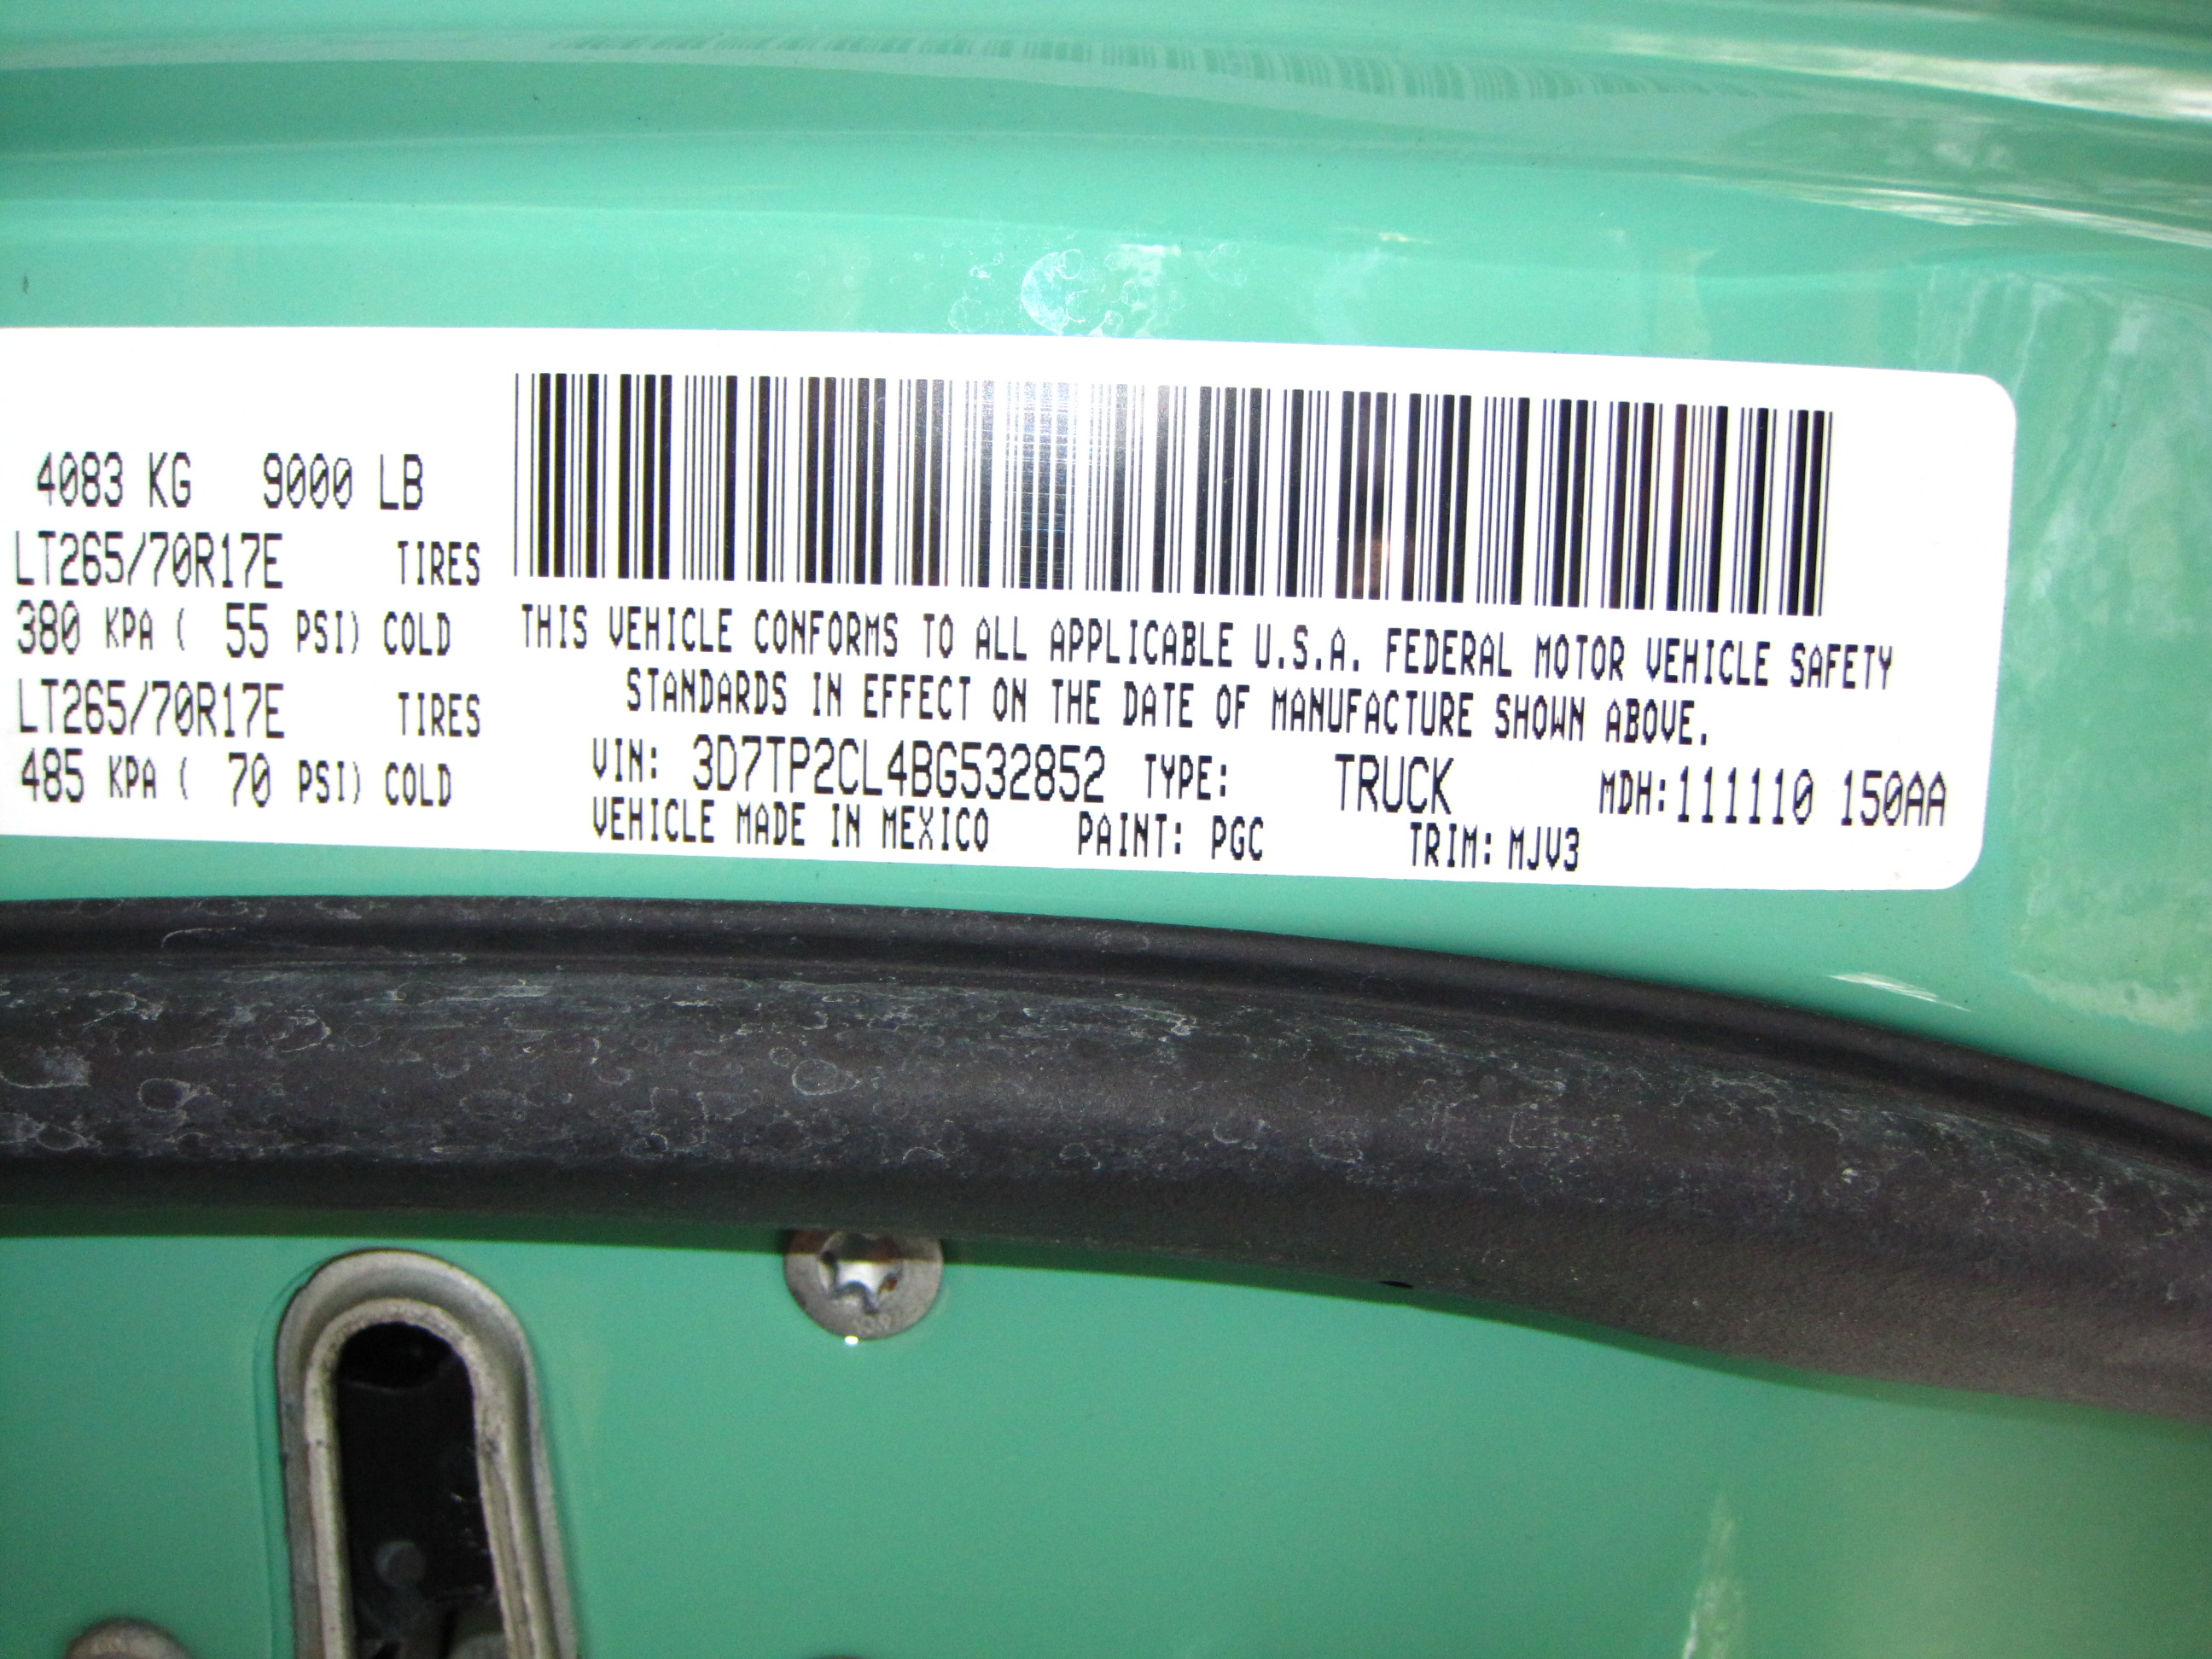 4083 KG 9000 LB
LT265/70R17E TIRES
380 KPA ( 55 PSI) COLD
LT265/70R17E TIRES
485 KPA ( 70 PSI) COLD
THIS VEHICLE CONFORMS TO ALL APPLICABLE U.S.A. FEDERAL MOTOR VEHICLE SAFETY
STANDARDS IN EFFECT ON THE DATE OF MANUFACTURE SHOWN ABOVE.
VIN: 3D7TP2CL4BG532852 TYPE: TRUCK MDH:111110 150AA
VEHICLE MADE IN MEXICO PAINT: PGC TRIM: MJV3